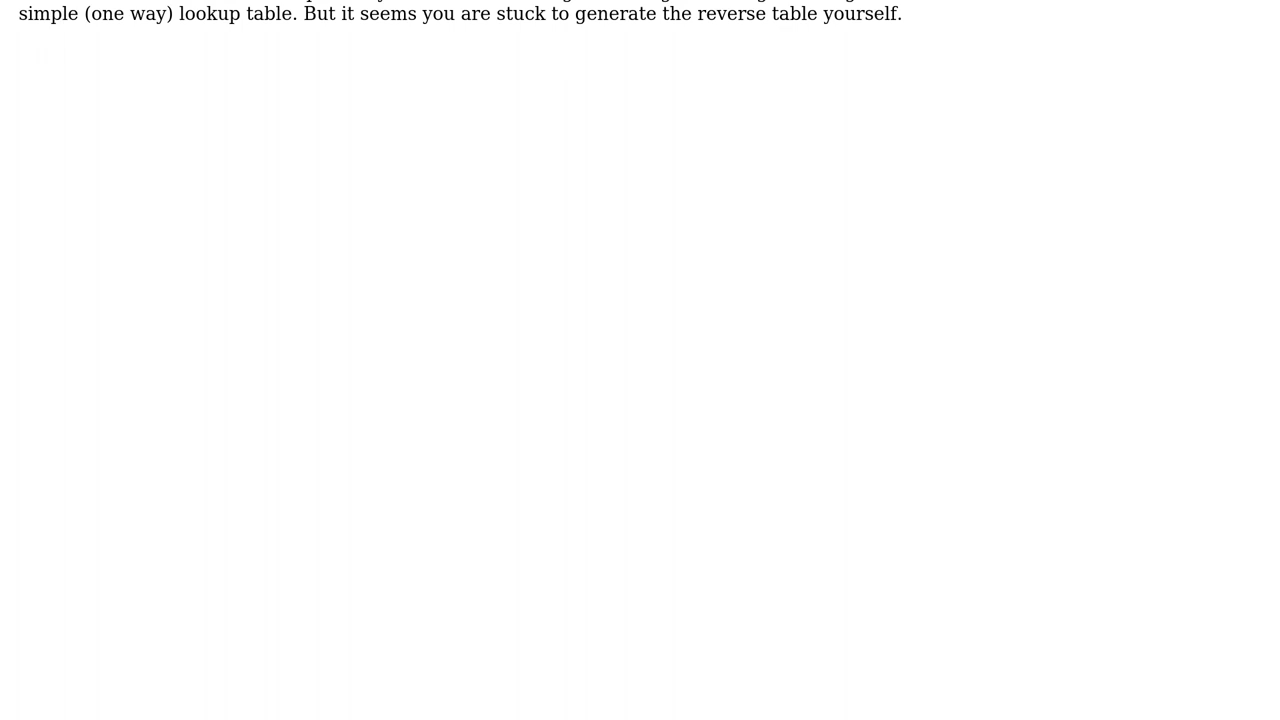 simple (one way) lookup table. But it seems you are stuck to generate the reverse table yourself.